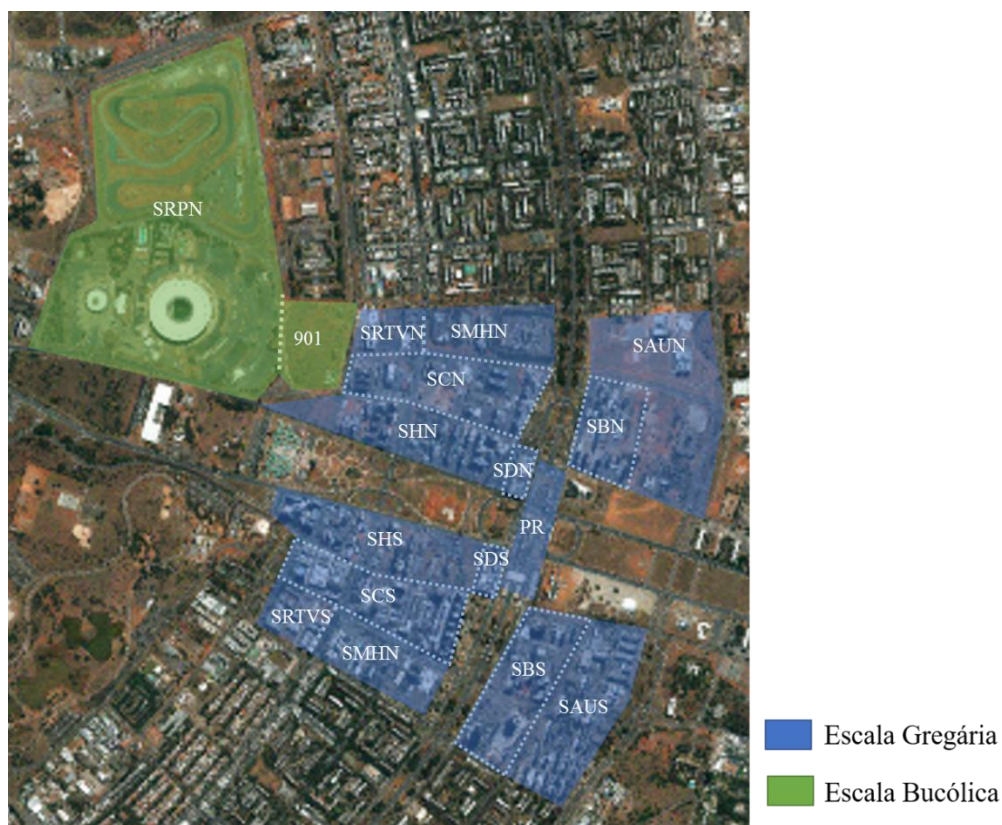 SRPN
901
SRTVN
SMHN
SAUN
SCN
SBN
SHN
SDN
PR
SHS
SDS
SCS
SRTVS
SMHN
SBS
SAUS
Escala Gregária
Escala Bucólica